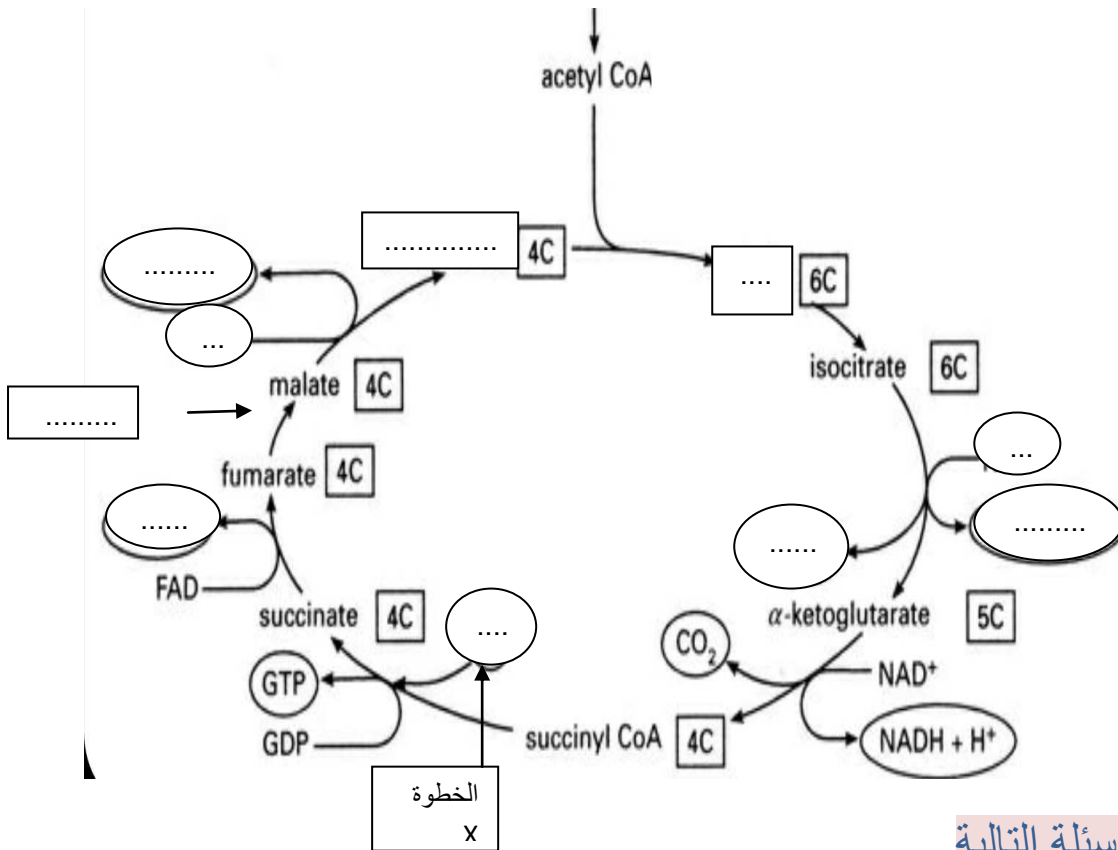 acetyl CoA
.............. 4C
.... 6C
.........
...
isocitrate 6C
malate 4C
.........
...
fumarate 4C
.........
......
......
FAD
succinate 4C
....
α-ketoglutarate 5C
CO₂
NAD⁺
GTP
GDP
succinyl CoA 4C
NADH + H⁺
الخطوة
x
التالية